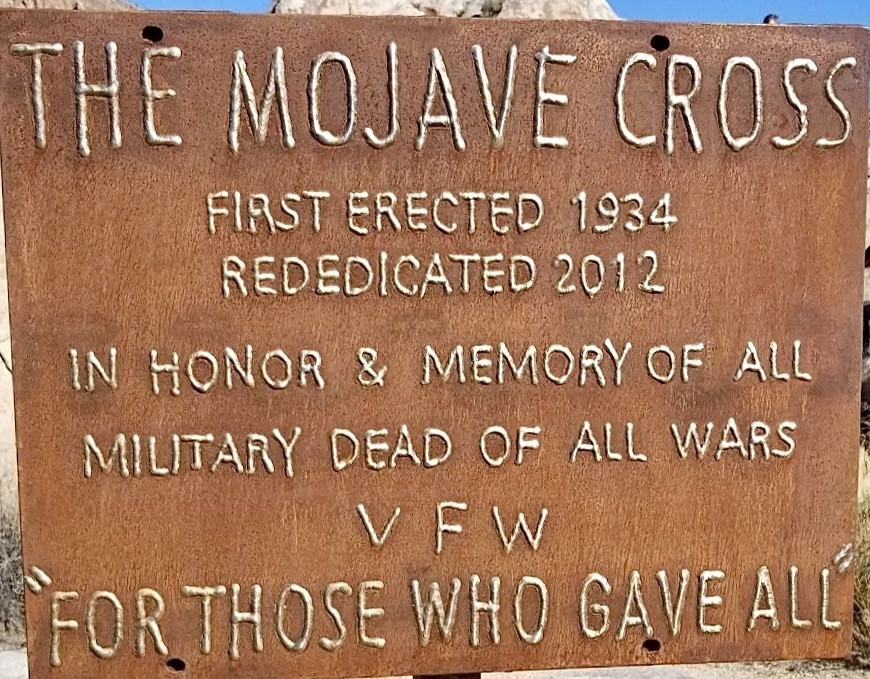 THE MOJAVE CROSS
FIRST ERECTED 1934
REDEDICATED 2012
IN HONOR & MEMORY OF ALL
MILITARY DEAD OF ALL WARS
V F W
"FOR THOSE WHO GAVE ALL"